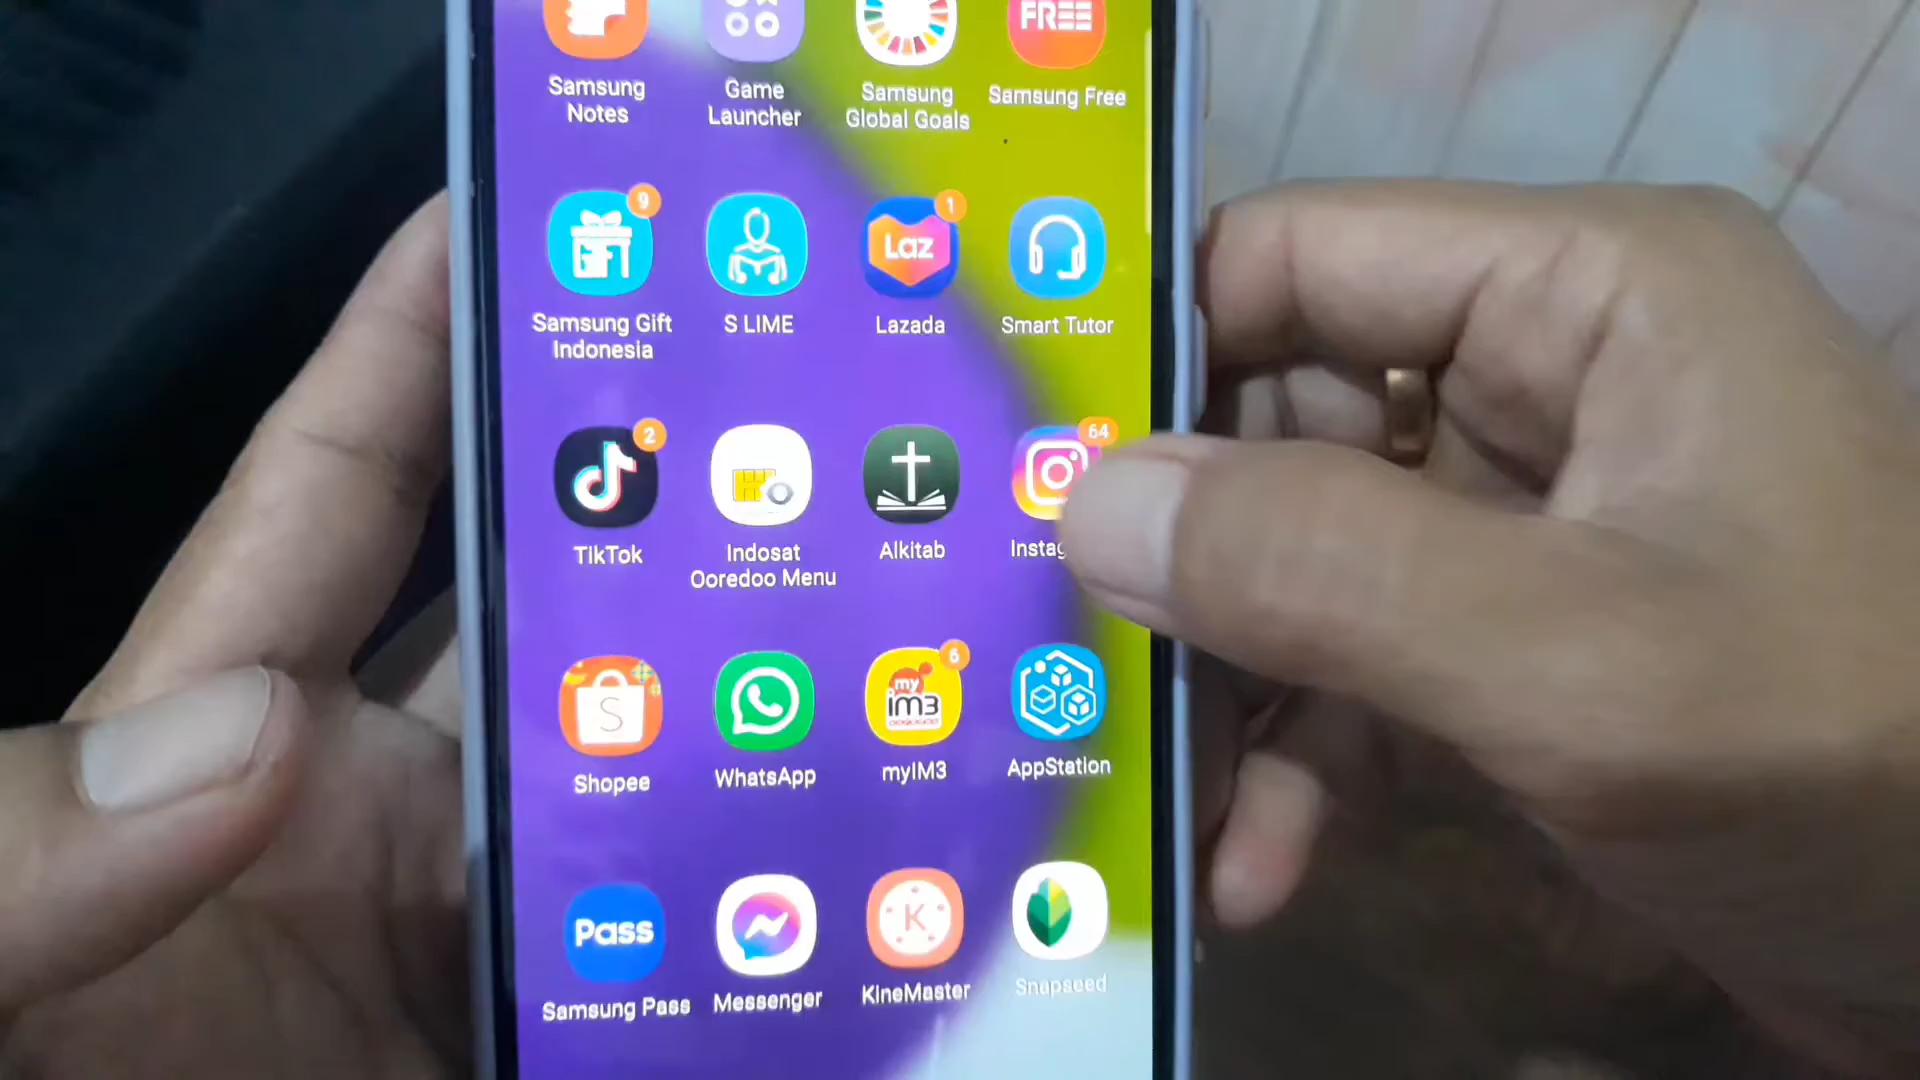 FREE
Samsung
Notes
Game
Launcher
Samsung
Global Goals
Samsung Free
9
1
Laz
Samsung Gift
Indonesia
S LIME
Lazada
Smart Tutor
2
64
TikTok
Indosat
Ooredoo Menu
Alkitab
Instag
6
S
my
im3
Shopee
WhatsApp
myIM3
AppStation
Pass
K
Samsung Pass
Messenger
KineMaster
Snapseed